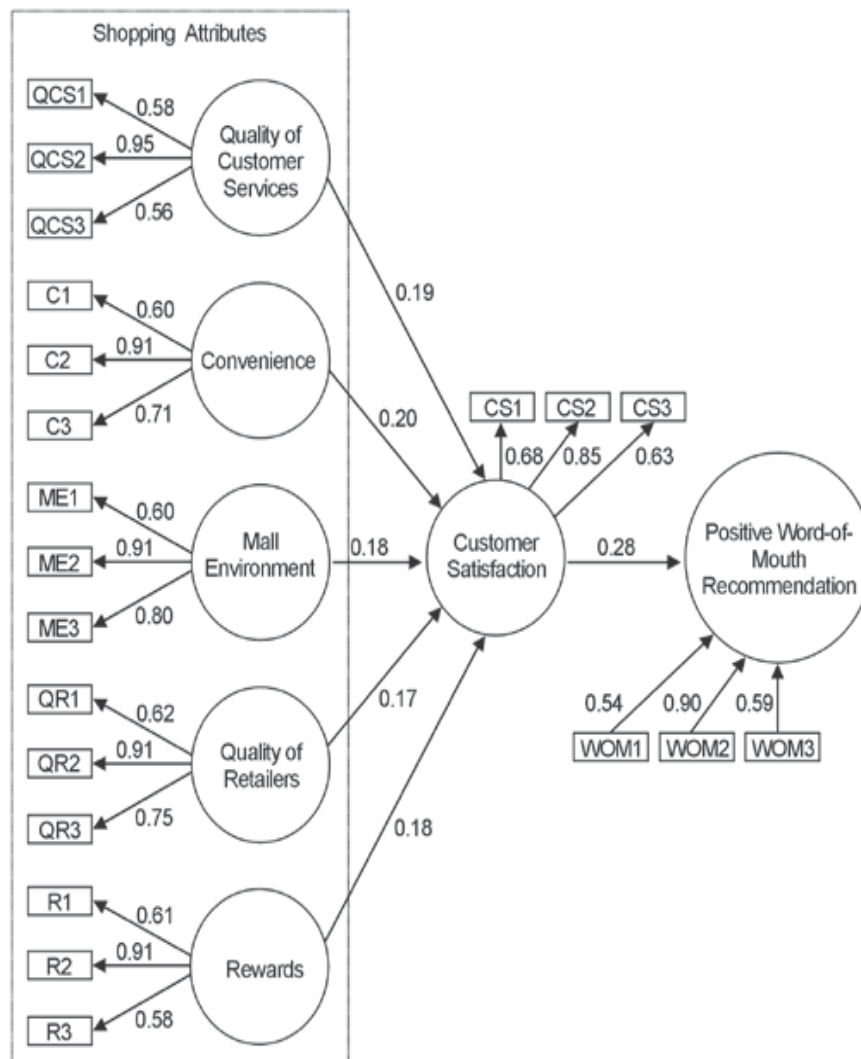 Shopping Attributes
QCS1
0.58
QCS2
0.95
QCS3
0.56
Quality of
Customer
Services
0.19
C1
0.60
C2
0.91
C3
0.71
Convenience
0.20
ME1
0.60
ME2
0.91
ME3
0.80
Mall
Environment
0.18
QR1
0.62
QR2
0.91
QR3
0.75
Quality of
Retailers
0.17
R1
0.61
R2
0.91
R3
0.58
Rewards
0.18
CS1
CS2
CS3
0.68
0.85
0.63
Customer
Satisfaction
0.28
Positive Word-of-
Mouth
Recommendation
0.54
0.90
0.59
WOM1
WOM2
WOM3